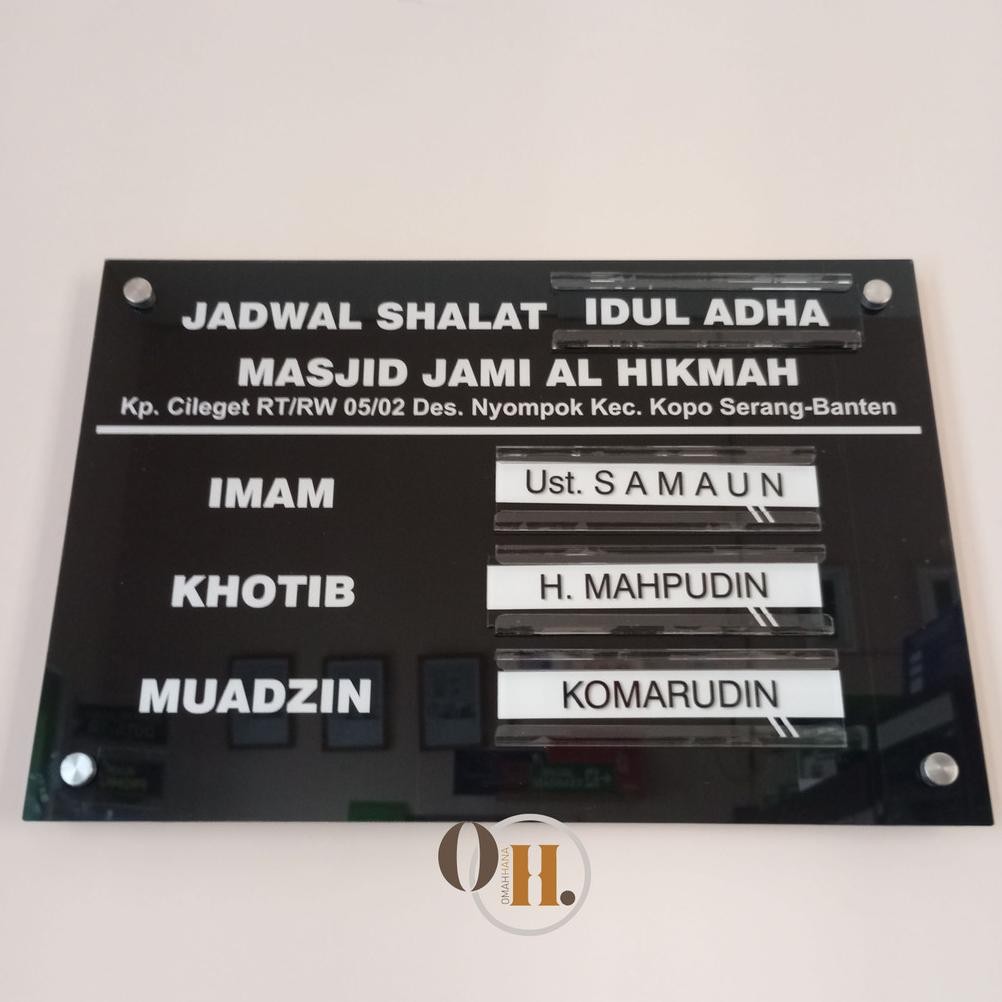 JADWAL SHALAT IDUL ADHA
MASJID JAMI AL HIKMAH
Kp. Cileget RT/RW 05/02 Des. Nyompok Kec. Kopo Serang-Banten
IMAM Ust. S A M A U N
KHOTIB H. MAHPUDIN
MUADZIN KOMARUDIN
OH.
OMAHHANA